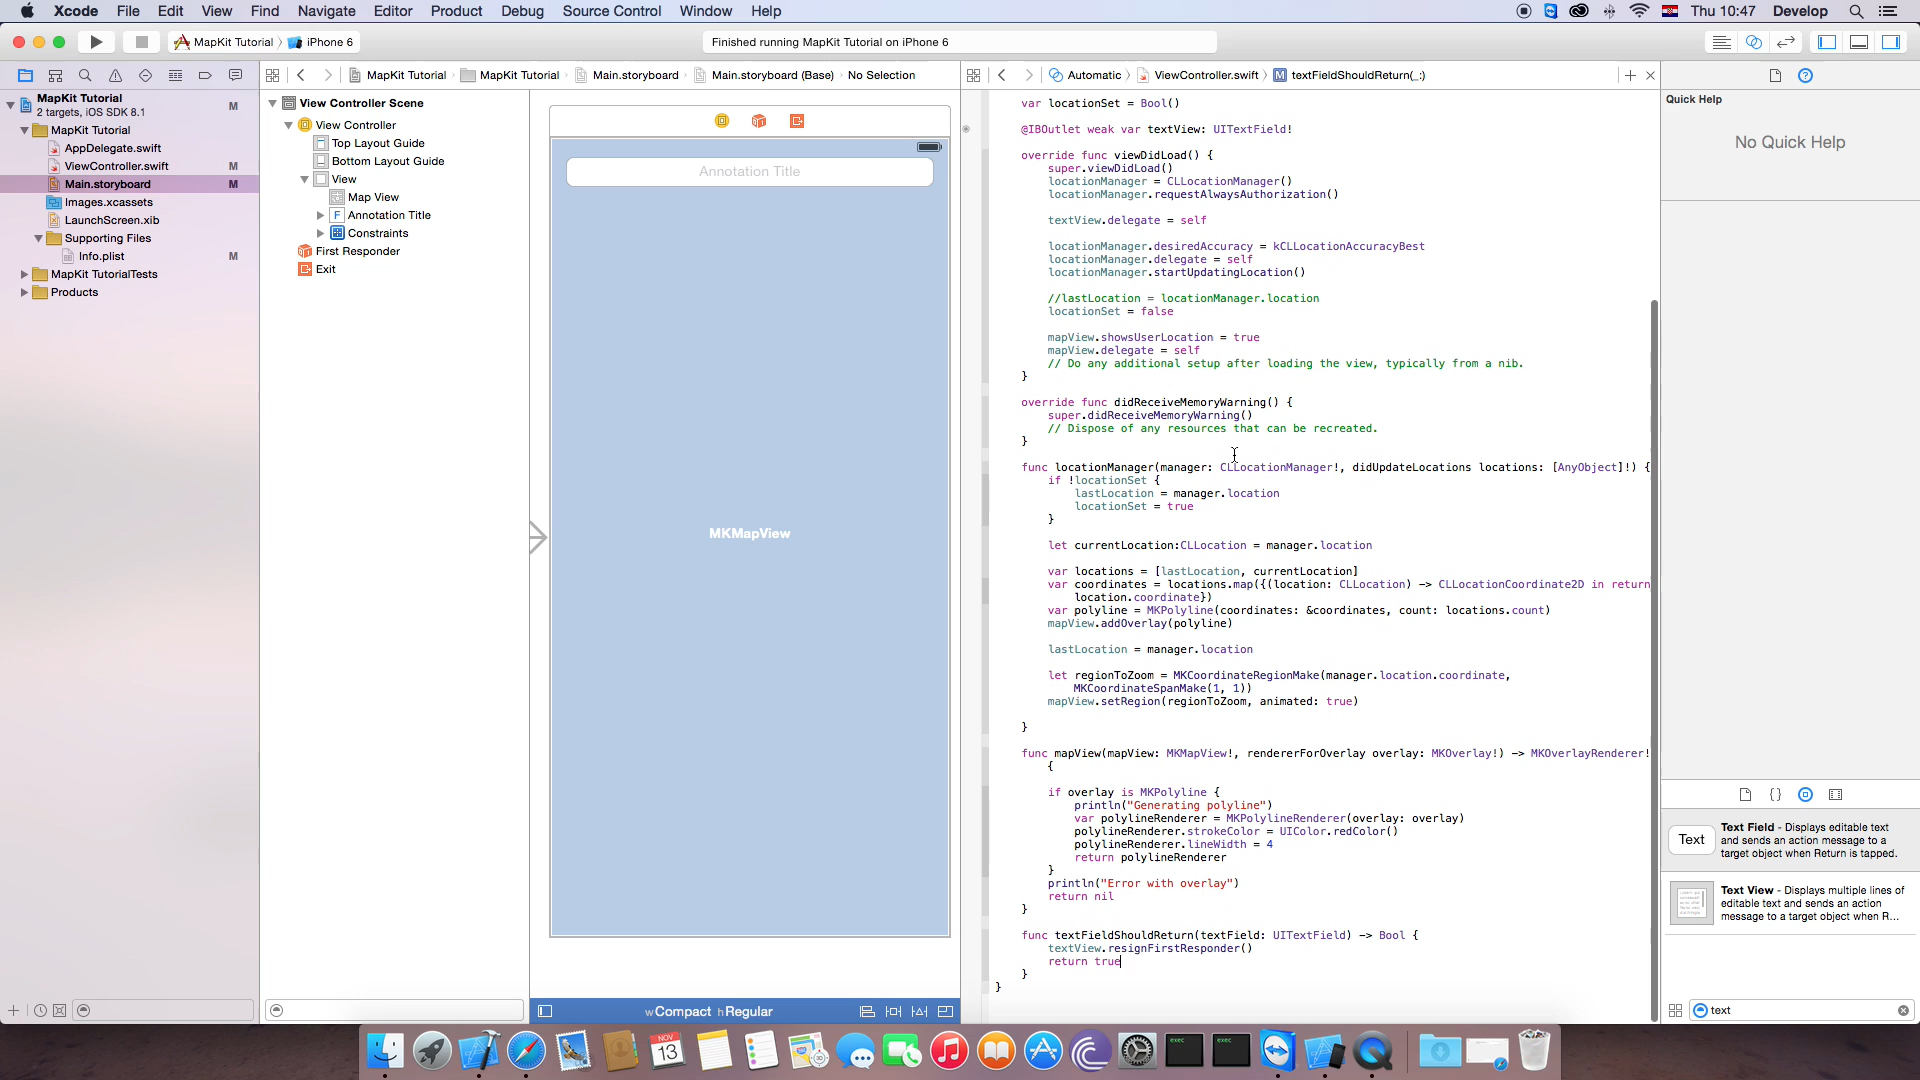 Xcode File Edit View Find Navigate Editor Product Debug Source Control Window Help Thu 10:47 Develop
MapKit Tutorial iPhone 6 Finished running MapKit Tutorial on iPhone 6
MapKit Tutorial MapKit Tutorial Main.storyboard Main.storyboard (Base) No Selection
Automatic ViewController.swift M textFieldShouldReturn(_:)
MapKit Tutorial M
2 targets, iOS SDK 8.1
MapKit Tutorial
AppDelegate.swift
ViewController.swift M
Main.storyboard M
Images.xcassets
LaunchScreen.xib
Supporting Files
Info.plist M
MapKit TutorialTests
Products
View Controller Scene
View Controller
Top Layout Guide
Bottom Layout Guide
View
Map View
F Annotation Title
Constraints
First Responder
Exit
Annotation Title
MKMapView
wCompact hRegular
var locationSet = Bool()
@IBOutlet weak var textView: UITextField!
override func viewDidLoad() {
super.viewDidLoad()
locationManager = CLLocationManager()
locationManager.requestAlwaysAuthorization()
textView.delegate = self
locationManager.desiredAccuracy = kCLLocationAccuracyBest
locationManager.delegate = self
locationManager.startUpdatingLocation()
//lastLocation = locationManager.location
locationSet = false
mapView.showsUserLocation = true
mapView.delegate = self
// Do any additional setup after loading the view, typically from a nib.
}
override func didReceiveMemoryWarning() {
super.didReceiveMemoryWarning()
// Dispose of any resources that can be recreated.
}
func locationManager(manager: CLLocationManager!, didUpdateLocations locations: [AnyObject]!) {
if !locationSet {
lastLocation = manager.location
locationSet = true
}
let currentLocation:CLLocation = manager.location
var locations = [lastLocation, currentLocation]
var coordinates = locations.map({(location: CLLocation) -> CLLocationCoordinate2D in return
location.coordinate})
var polyline = MKPolyline(coordinates: &coordinates, count: locations.count)
mapView.addOverlay(polyline)
lastLocation = manager.location
let regionToZoom = MKCoordinateRegionMake(manager.location.coordinate,
MKCoordinateSpanMake(1, 1))
mapView.setRegion(regionToZoom, animated: true)
}
func mapView(mapView: MKMapView!, rendererForOverlay overlay: MKOverlay!) -> MKOverlayRenderer!
{
if overlay is MKPolyline {
println("Generating polyline")
var polylineRenderer = MKPolylineRenderer(overlay: overlay)
polylineRenderer.strokeColor = UIColor.redColor()
polylineRenderer.lineWidth = 4
return polylineRenderer
}
println("Error with overlay")
return nil
}
func textFieldShouldReturn(textField: UITextField) -> Bool {
textView.resignFirstResponder()
return true
}
}
Quick Help
No Quick Help
{}
Text
Text Field - Displays editable text
and sends an action message to a
target object when Return is tapped.
Text View - Displays multiple lines of
editable text and sends an action
message to a target object when R...
text
NOV
13
exec
exec